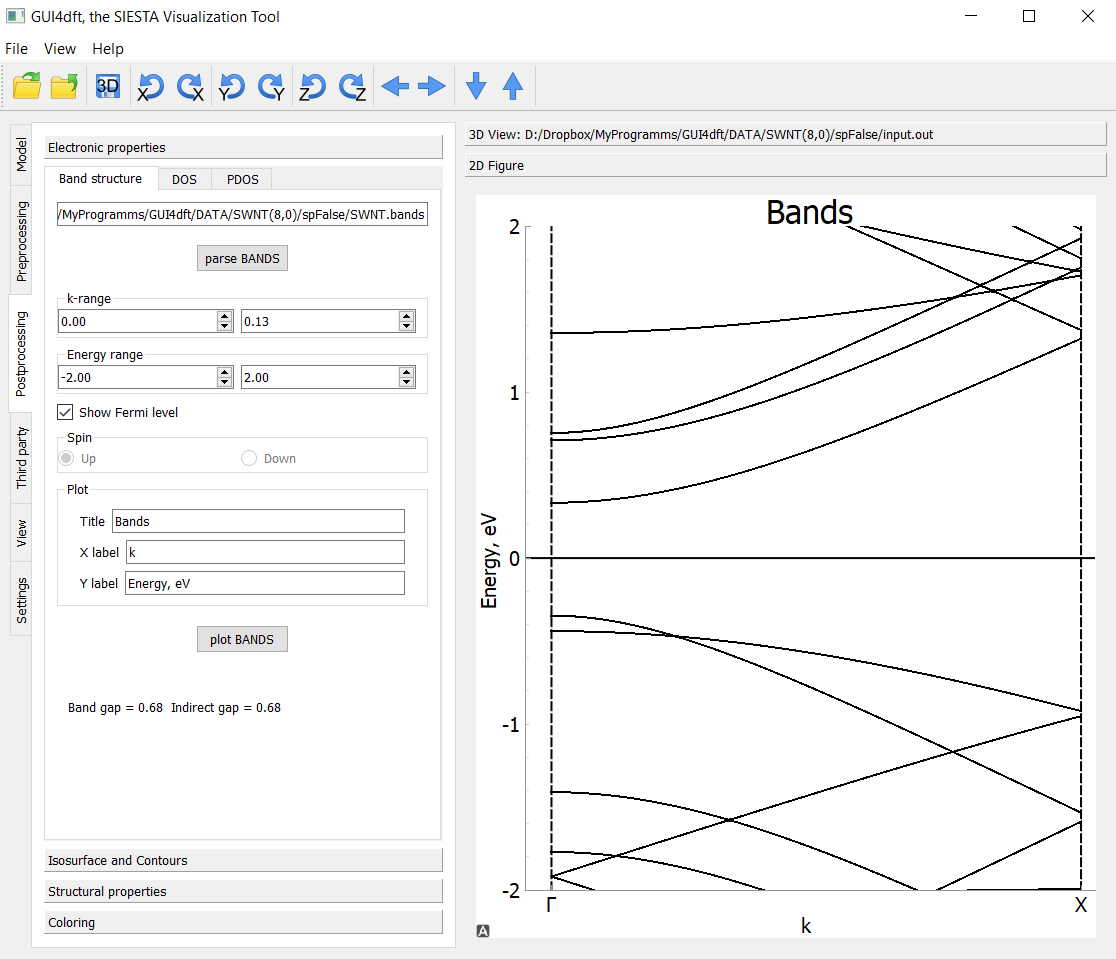 GUI4dft, the SIESTA Visualization Tool
File View Help
3D X X Y Y Z Z
Model
Preprocessing
Postprocessing
Third party
View
Settings
Electronic properties
Band structure DOS PDOS
/MyProgramms/GUI4dft/DATA/SWNT(8,0)/spFalse/SWNT.bands
parse BANDS
k-range
0.00 0.13
Energy range
-2.00 2.00
Show Fermi level
Spin
Up Down
Plot
Title Bands
X label k
Y label Energy, eV
plot BANDS
Band gap = 0.68 Indirect gap = 0.68
Isosurface and Contours
Structural properties
Coloring
3D View: D:/Dropbox/MyProgramms/GUI4dft/DATA/SWNT(8,0)/spFalse/input.out
2D Figure
Bands
2
1
0
-1
-2
Energy, eV
Γ X
k
A